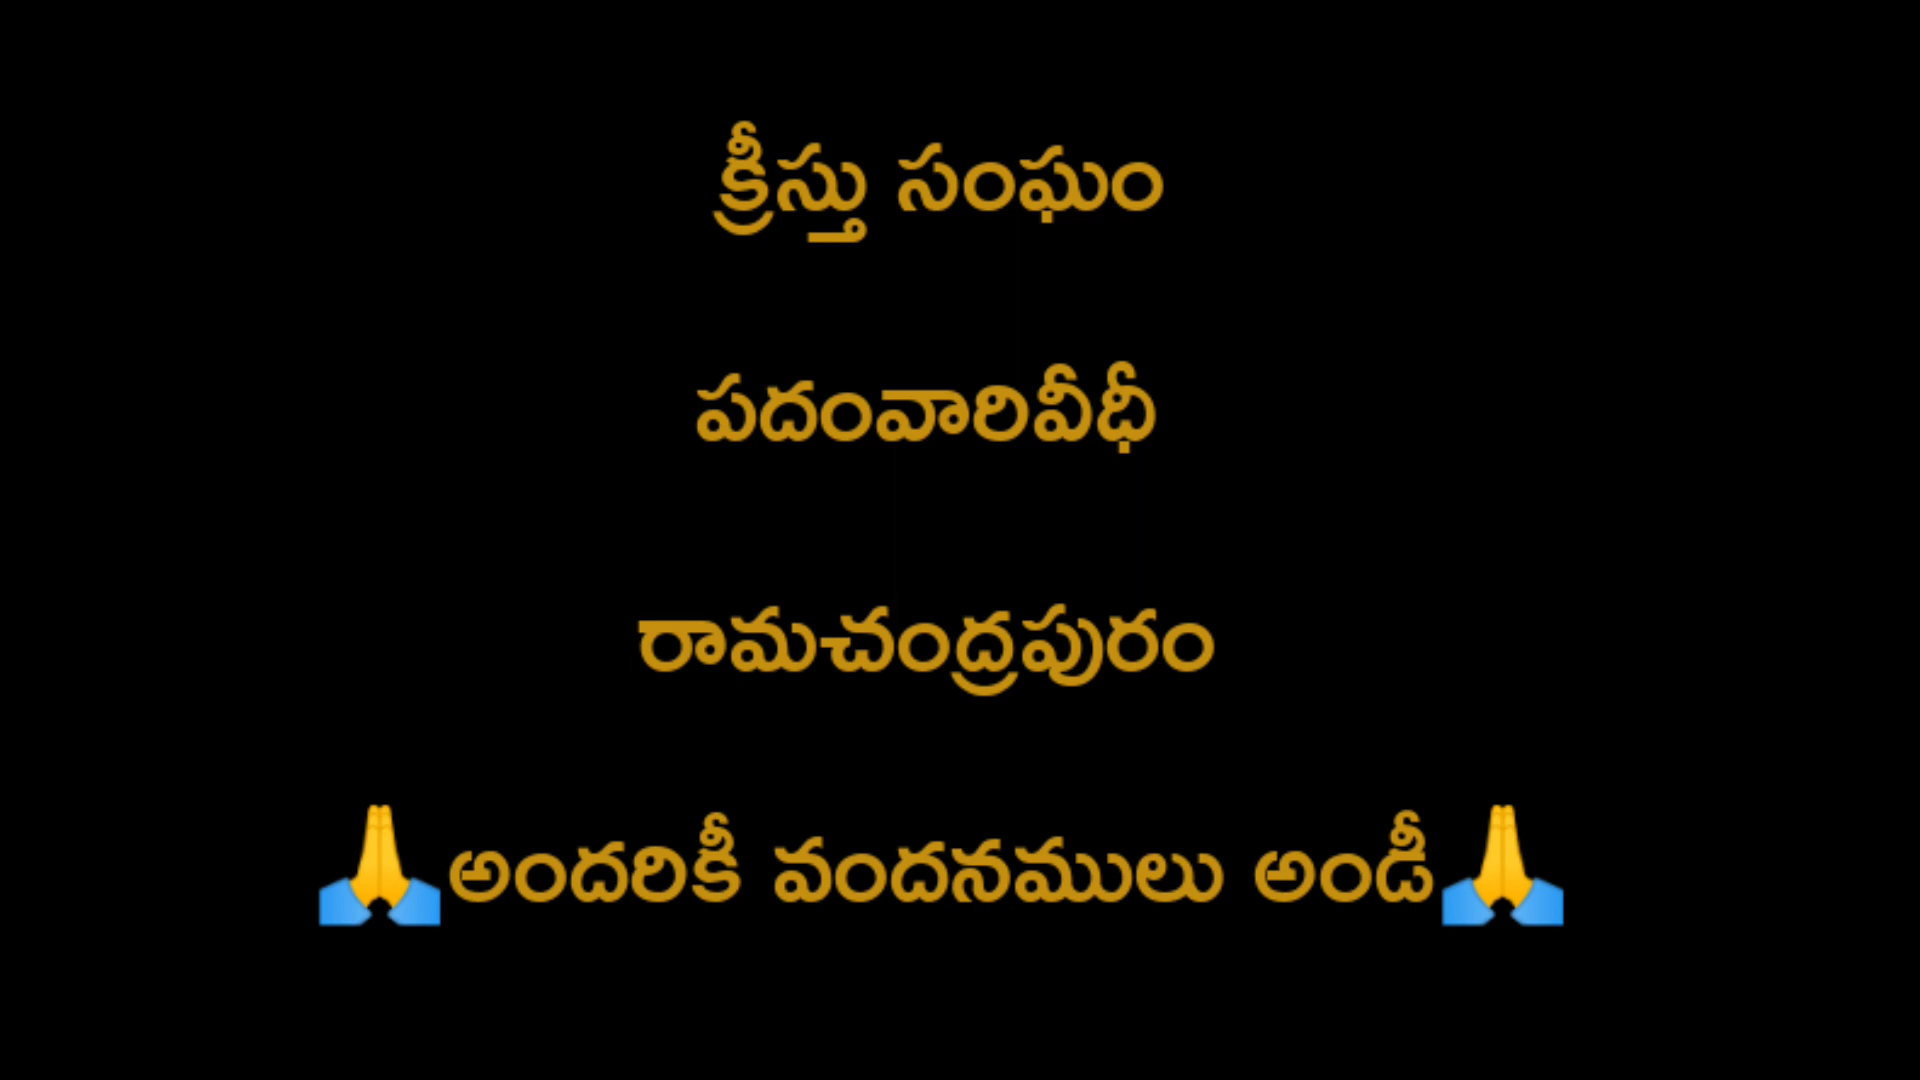 క్రీస్తు సంఘం
పదంవారివీధీ
రామచంద్రపురం
🙏అందరికీ వందనములు అండీ🙏